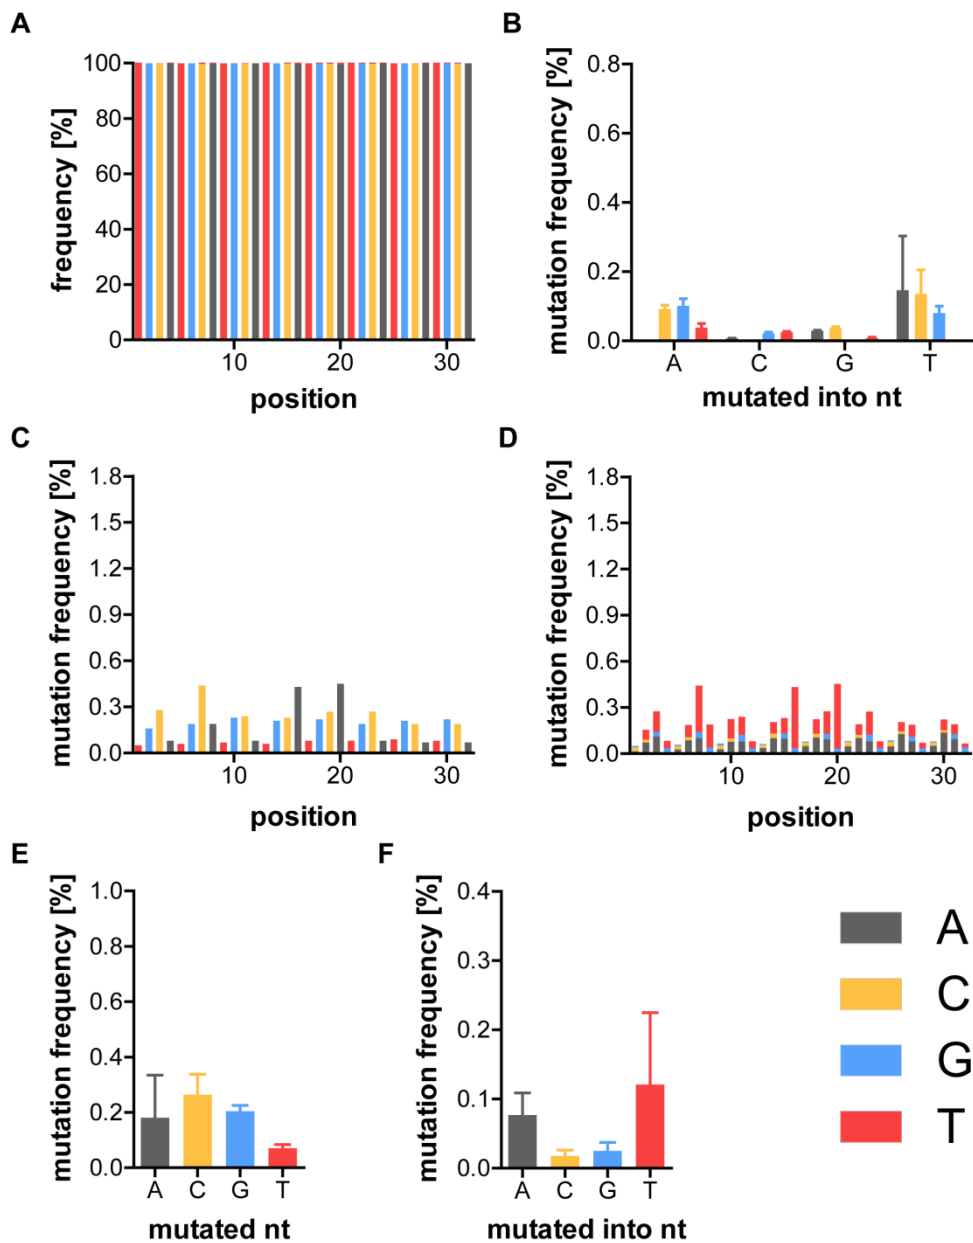 A
frequency [%]
100
80
60
40
20
0
10 20 30
position
B
mutation frequency [%]
0.8
0.6
0.4
0.2
0.0
A C G T
mutated into nt
C
mutation frequency [%]
1.8
1.5
1.2
0.9
0.6
0.3
0.0
10 20 30
position
D
mutation frequency [%]
1.8
1.5
1.2
0.9
0.6
0.3
0.0
10 20 30
position
E
mutation frequency [%]
1.0
0.8
0.6
0.4
0.2
0.0
A C G T
mutated nt
F
mutation frequency [%]
0.4
0.3
0.2
0.1
0.0
A C G T
mutated into nt
A
C
G
T